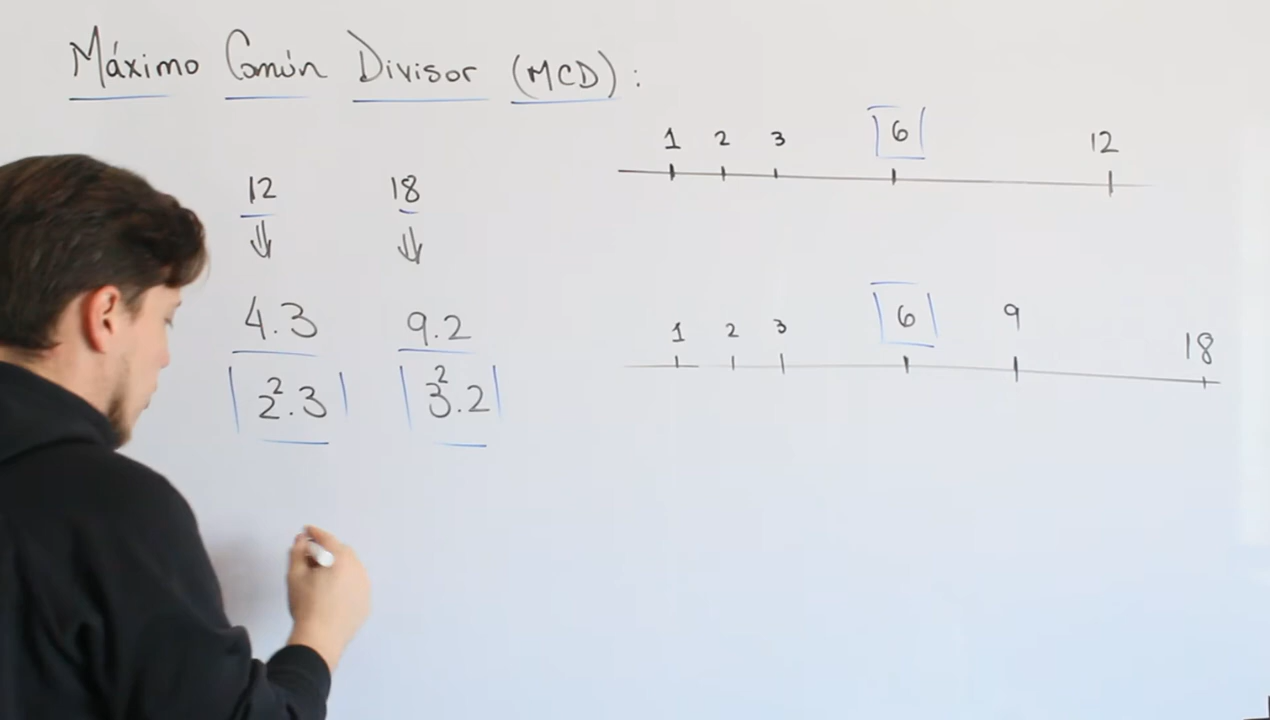 Máximo Común Divisor (MCD):
12 18
4.3 9.2
2².3 3².2
1 2 3 6 12
1 2 3 6 9 18